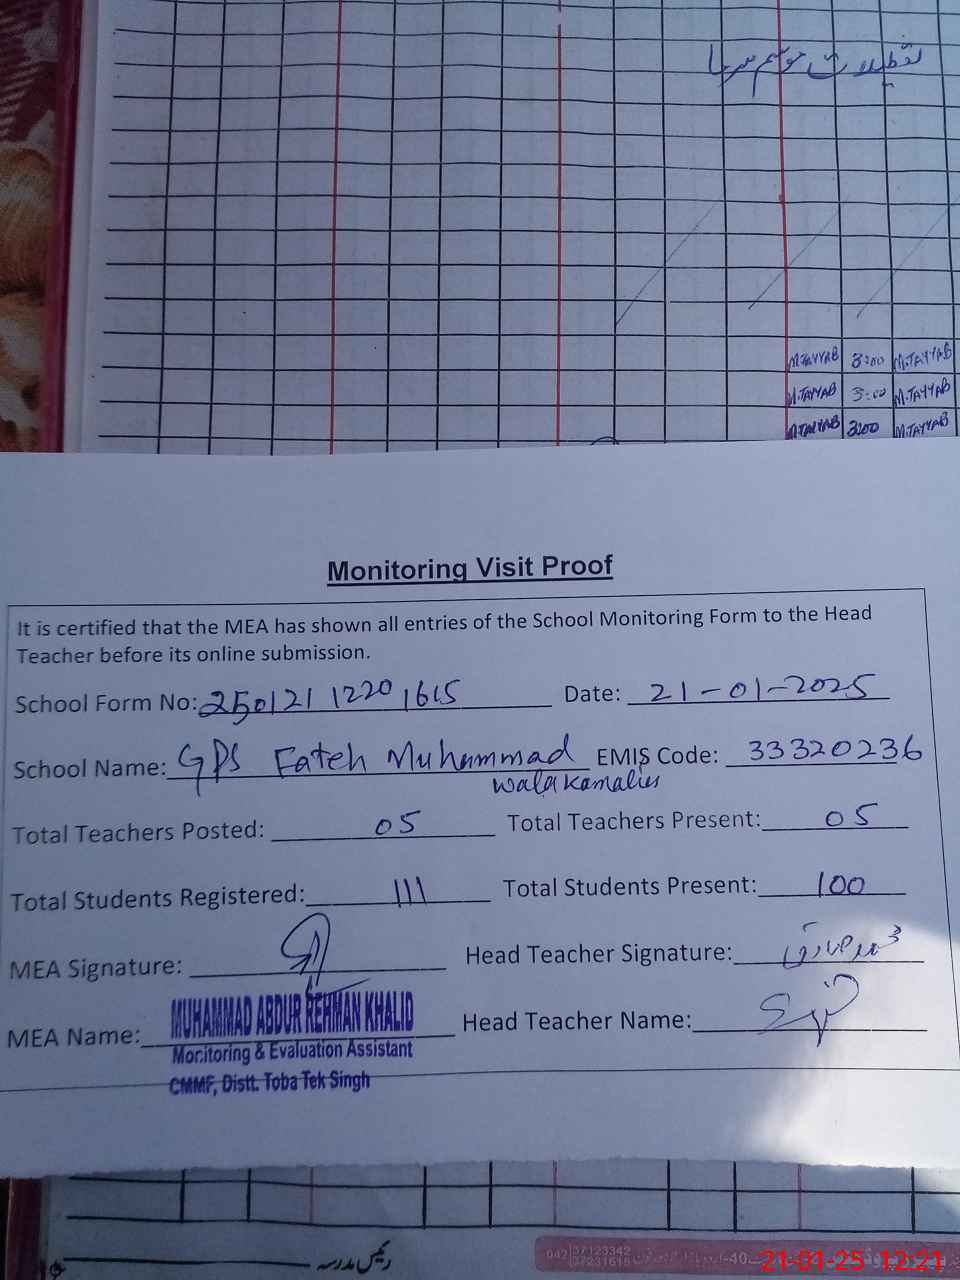 تعطیلات موسم سرما
M.TAYYAB 3:00 M.TAYYAB
M.TAYYAB 3:00 M.TAYYAB
M.TAYYAB 3:00 M.TAYYAB
Monitoring Visit Proof
It is certified that the MEA has shown all entries of the School Monitoring Form to the Head
Teacher before its online submission.
School Form No: 250121 1220 1615 Date: 21-01-2025
School Name: GPS Fateh Muhammad EMIS Code: 33320236
wala kamalia
Total Teachers Posted: 05 Total Teachers Present: 05
Total Students Registered: 111 Total Students Present: 100
MEA Signature: Head Teacher Signature:
MEA Name: MUHAMMAD ABDUR REHMAN KHALID Head Teacher Name:
Monitoring & Evaluation Assistant
CMMF, Distt. Toba Tek Singh
رئیس مدرسہ
042 37123342
37231616
21-01-25 12:21